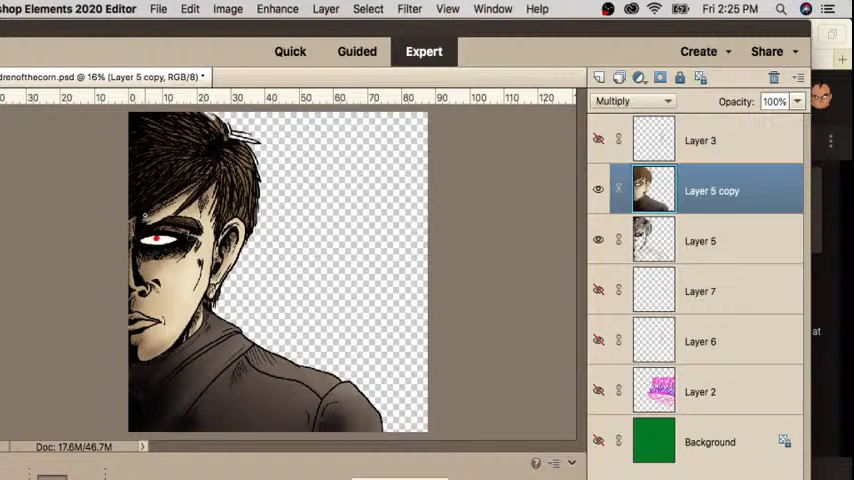 shop Elements 2020 Editor File Edit Image Enhance Layer Select Filter View Window Help Fri 2:25 PM
Quick Guided Expert Create Share
drenofthecorn.psd @ 16% (Layer 5 copy, RGB/8) *
10 0 10 20 30 40 50 60 70 80 90 100 110 120
Multiply Opacity: 100%
Layer 3
Layer 5 copy
Layer 5
Layer 7
Layer 6
at
Layer 2
Background
Doc: 17.6M/46.7M